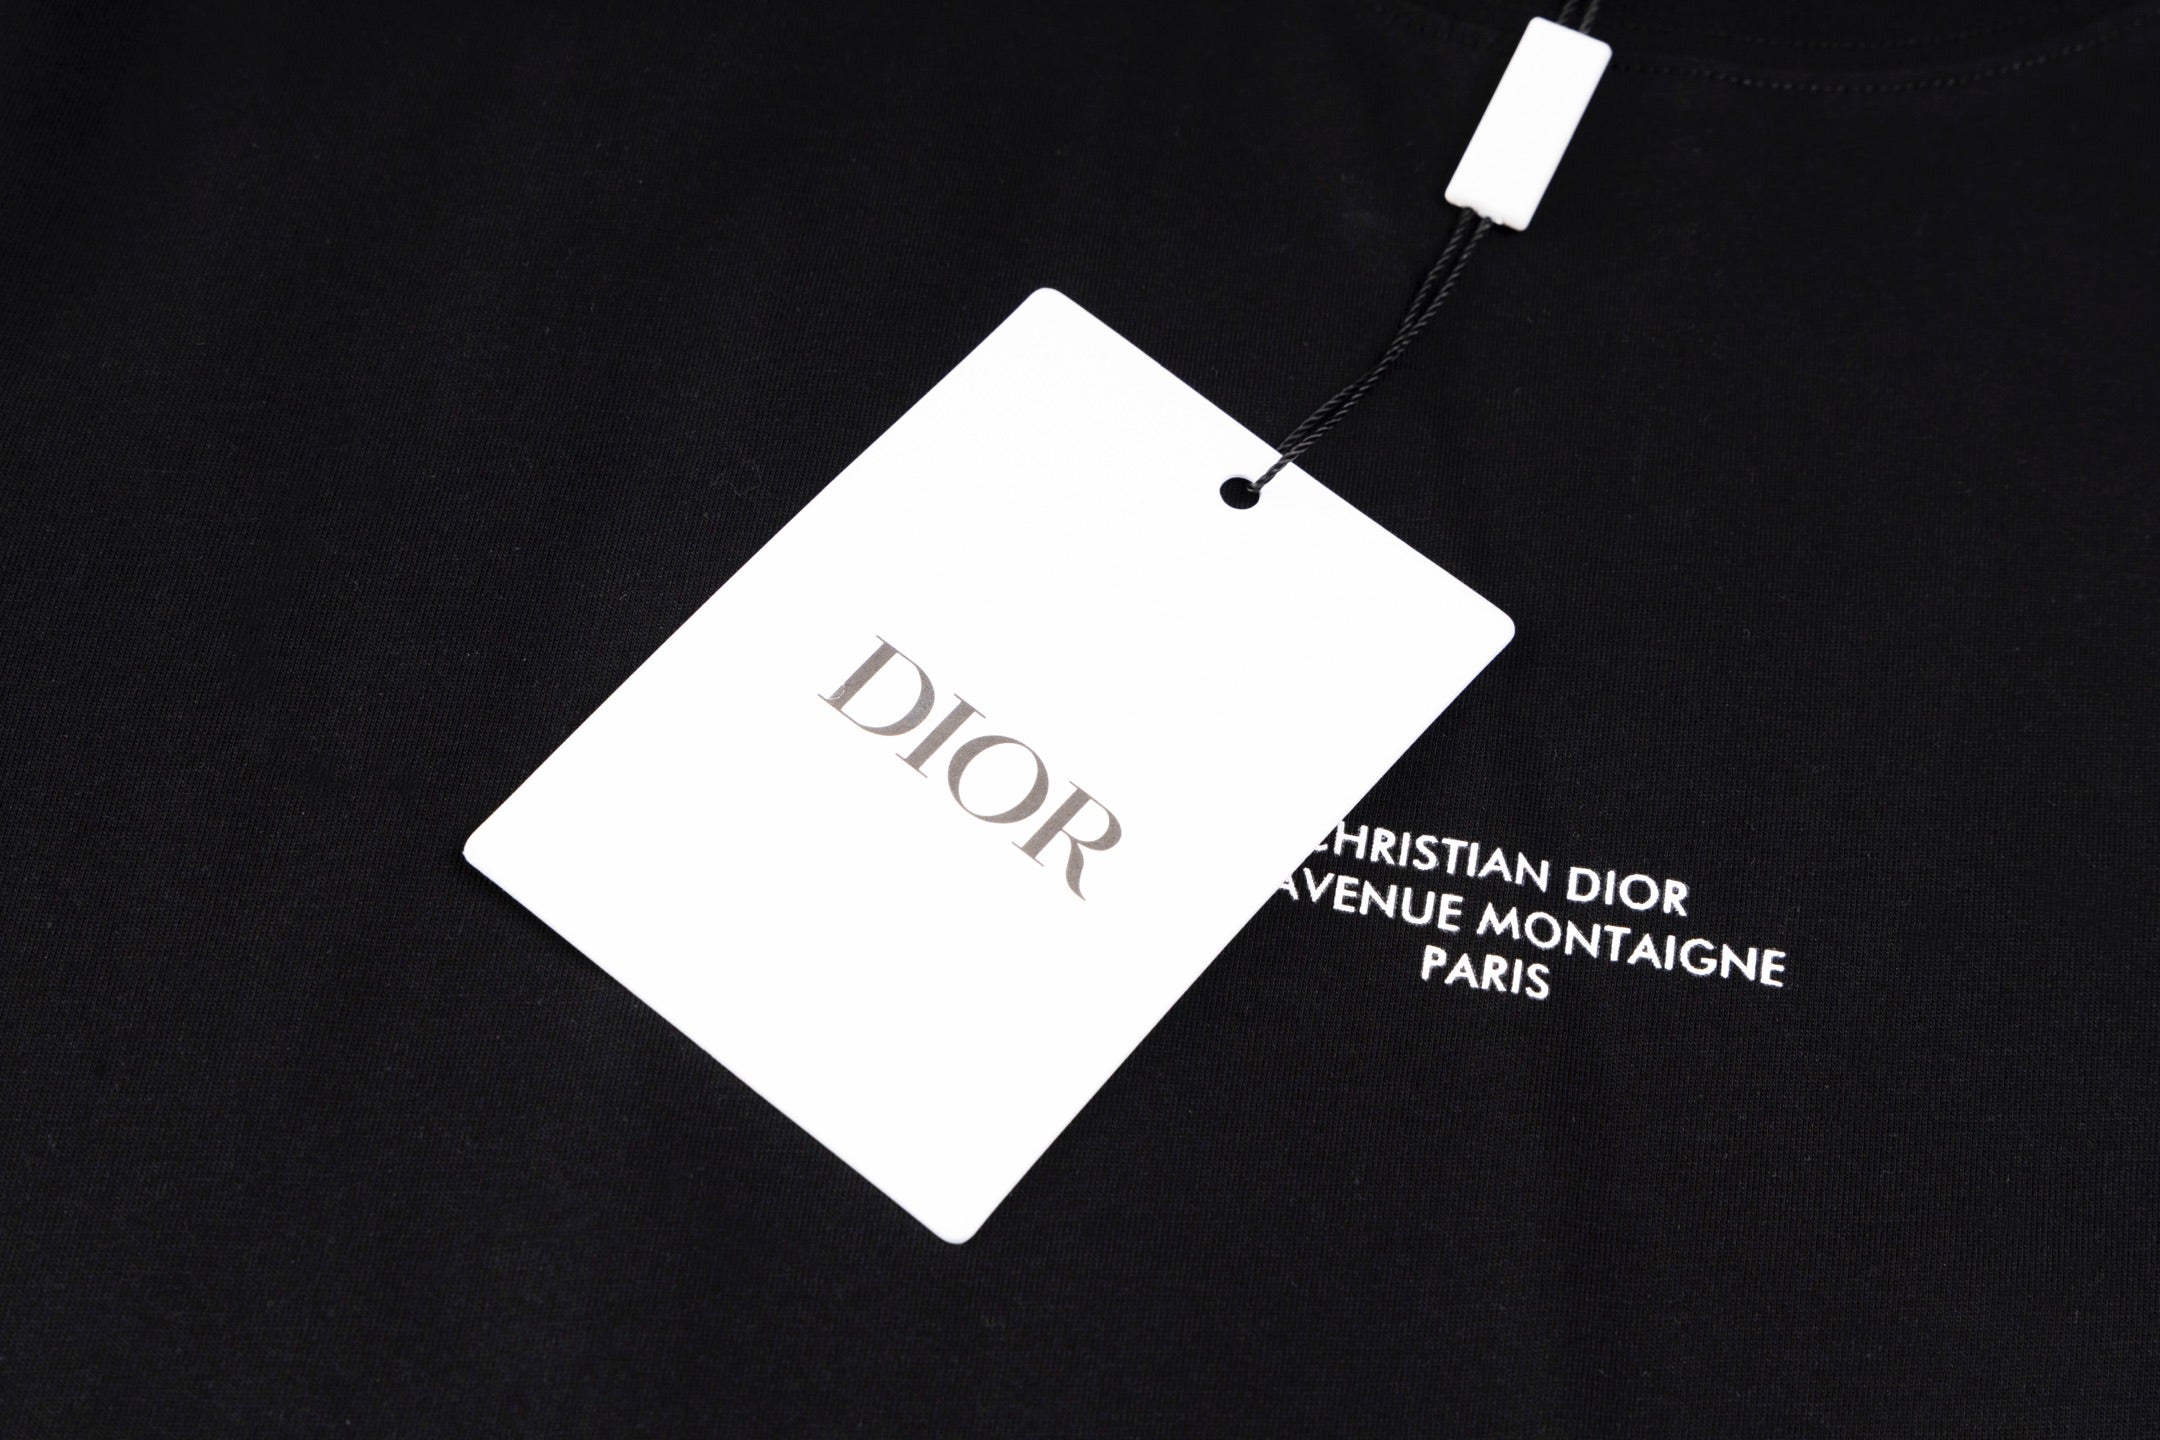 DIOR
CHRISTIAN DIOR
AVENUE MONTAIGNE
PARIS